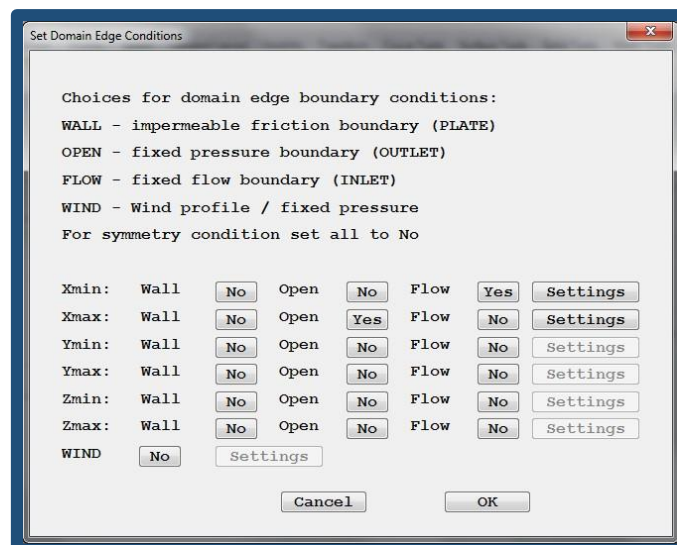 Set Domain Edge Conditions
Choices for domain edge boundary conditions:
WALL - impermeable friction boundary (PLATE)
OPEN - fixed pressure boundary (OUTLET)
FLOW - fixed flow boundary (INLET)
WIND - Wind profile / fixed pressure
For symmetry condition set all to No
Xmin: Wall No Open No Flow Yes Settings
Xmax: Wall No Open Yes Flow No Settings
Ymin: Wall No Open No Flow No Settings
Ymax: Wall No Open No Flow No Settings
Zmin: Wall No Open No Flow No Settings
Zmax: Wall No Open No Flow No Settings
WIND No Settings
Cancel OK